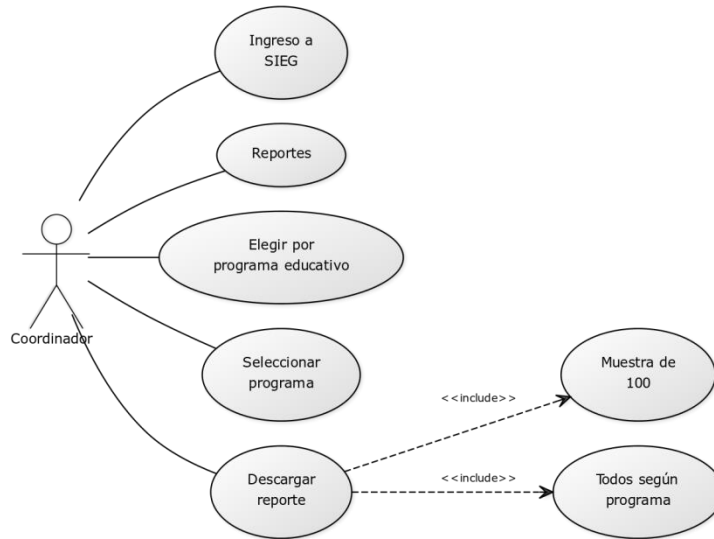 Ingreso a
SIEG
Reportes
Elegir por
programa educativo
Coordinador
Seleccionar
programa
Descargar
reporte
<<include>>
Muestra de
100
<<include>>
Todos según
programa